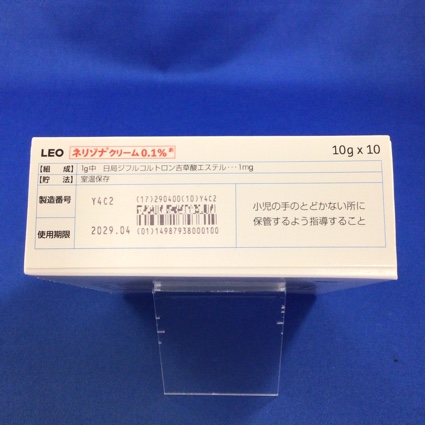 LEO ネリゾナクリーム0.1% 10g x 10
【組 成】 1g中 日局ジフルコルトロン吉草酸エステル・・・1mg
【貯 法】 室温保存
製造番号 Y4C2 (17)290400(10)Y4C2
使用期限 2029.04 (01)14987938000100
小児の手のとどかない所に
保管するよう指導すること